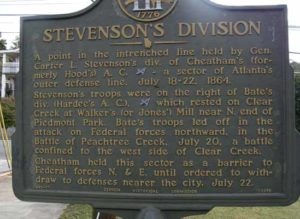 1776
STEVENSON'S DIVISION
A point in the intrenched line held by Gen.
Carter L. Stevenson's div. of Cheatham's (for-
merly Hood's) A. C. — a sector of Atlanta's
outer defense line, July 18-22, 1864.
Stevenson's troops were on the right of Bate's
div. (Hardee's A. C.), which rested on Clear
Creek at Walker's (or Jones') Mill near N. end of
Piedmont Park. Bate's troops led off in the
attack on Federal forces northward, in the
Battle of Peachtree Creek, July 20, a battle
confined to the west side of Clear Creek.
Cheatham held this sector as a barrier to
Federal forces N. & E. until ordered to with-
draw to defenses nearer the city, July 22.
GEORGIA HISTORICAL COMMISSION